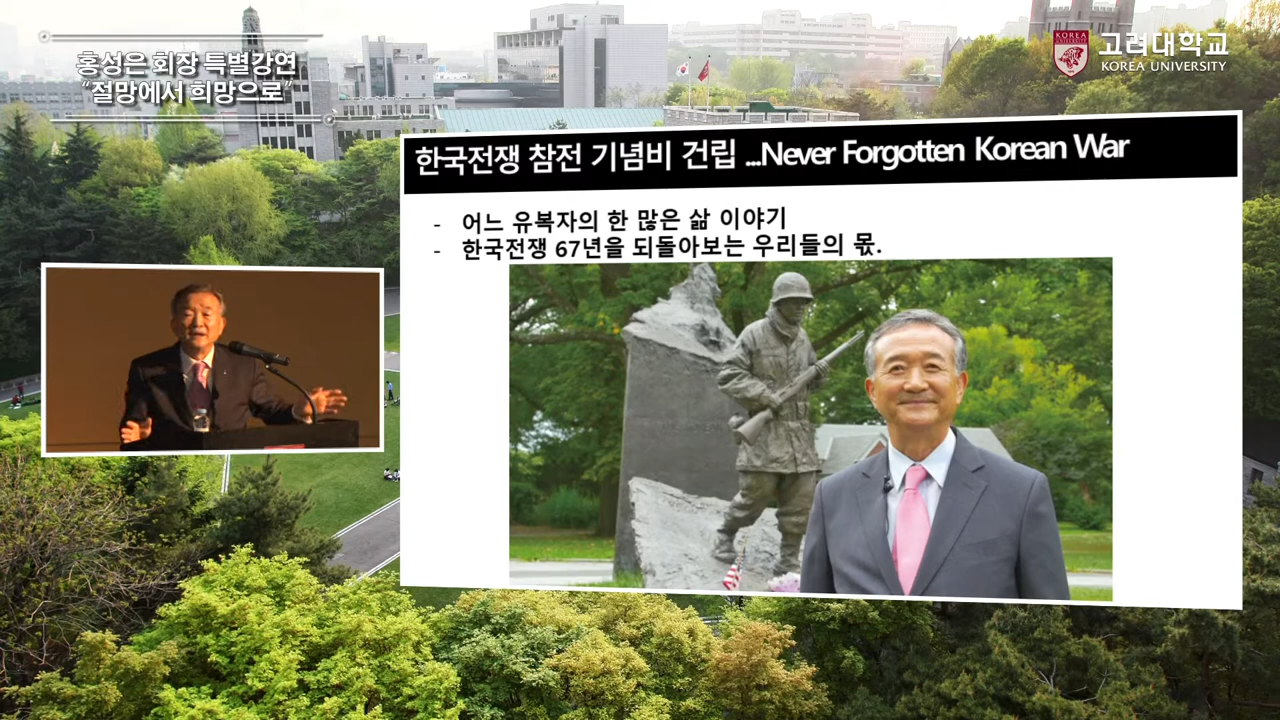 홍성은 회장 특별강연
“절망에서 희망으로”
KOREA
고려대학교
KOREA UNIVERSITY
한국전쟁 참전 기념비 건립 ...Never Forgotten Korean War
- 어느 유복자의 한 많은 삶 이야기
- 한국전쟁 67년을 되돌아보는 우리들의 몫.